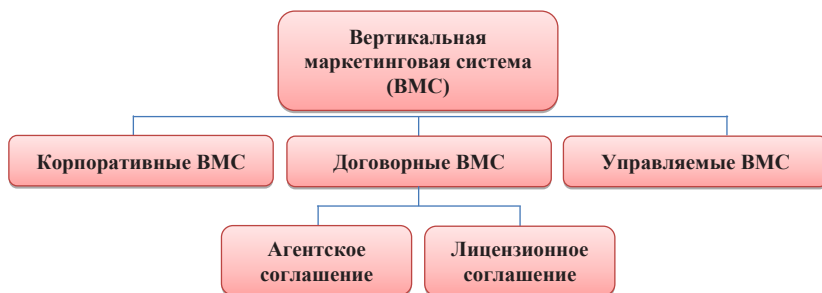 Вертикальная
маркетинговая система
(ВМС)
Корпоративные ВМС
Договорные ВМС
Управляемые ВМС
Агентское
соглашение
Лицензионное
соглашение